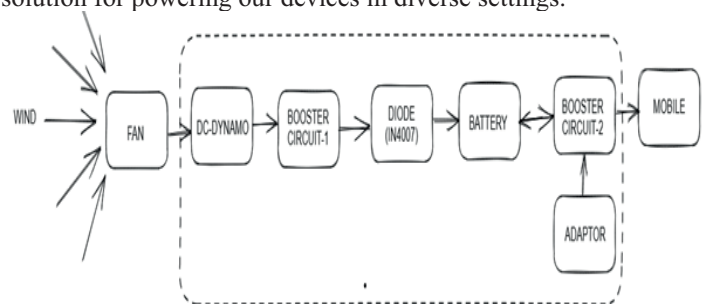 solution for powering our devices in diverse settings.
WIND
FAN
DC-DYNAMO
BOOSTER
CIRCUIT-1
DIODE
(IN4007)
BATTERY
BOOSTER
CIRCUIT-2
MOBILE
ADAPTOR